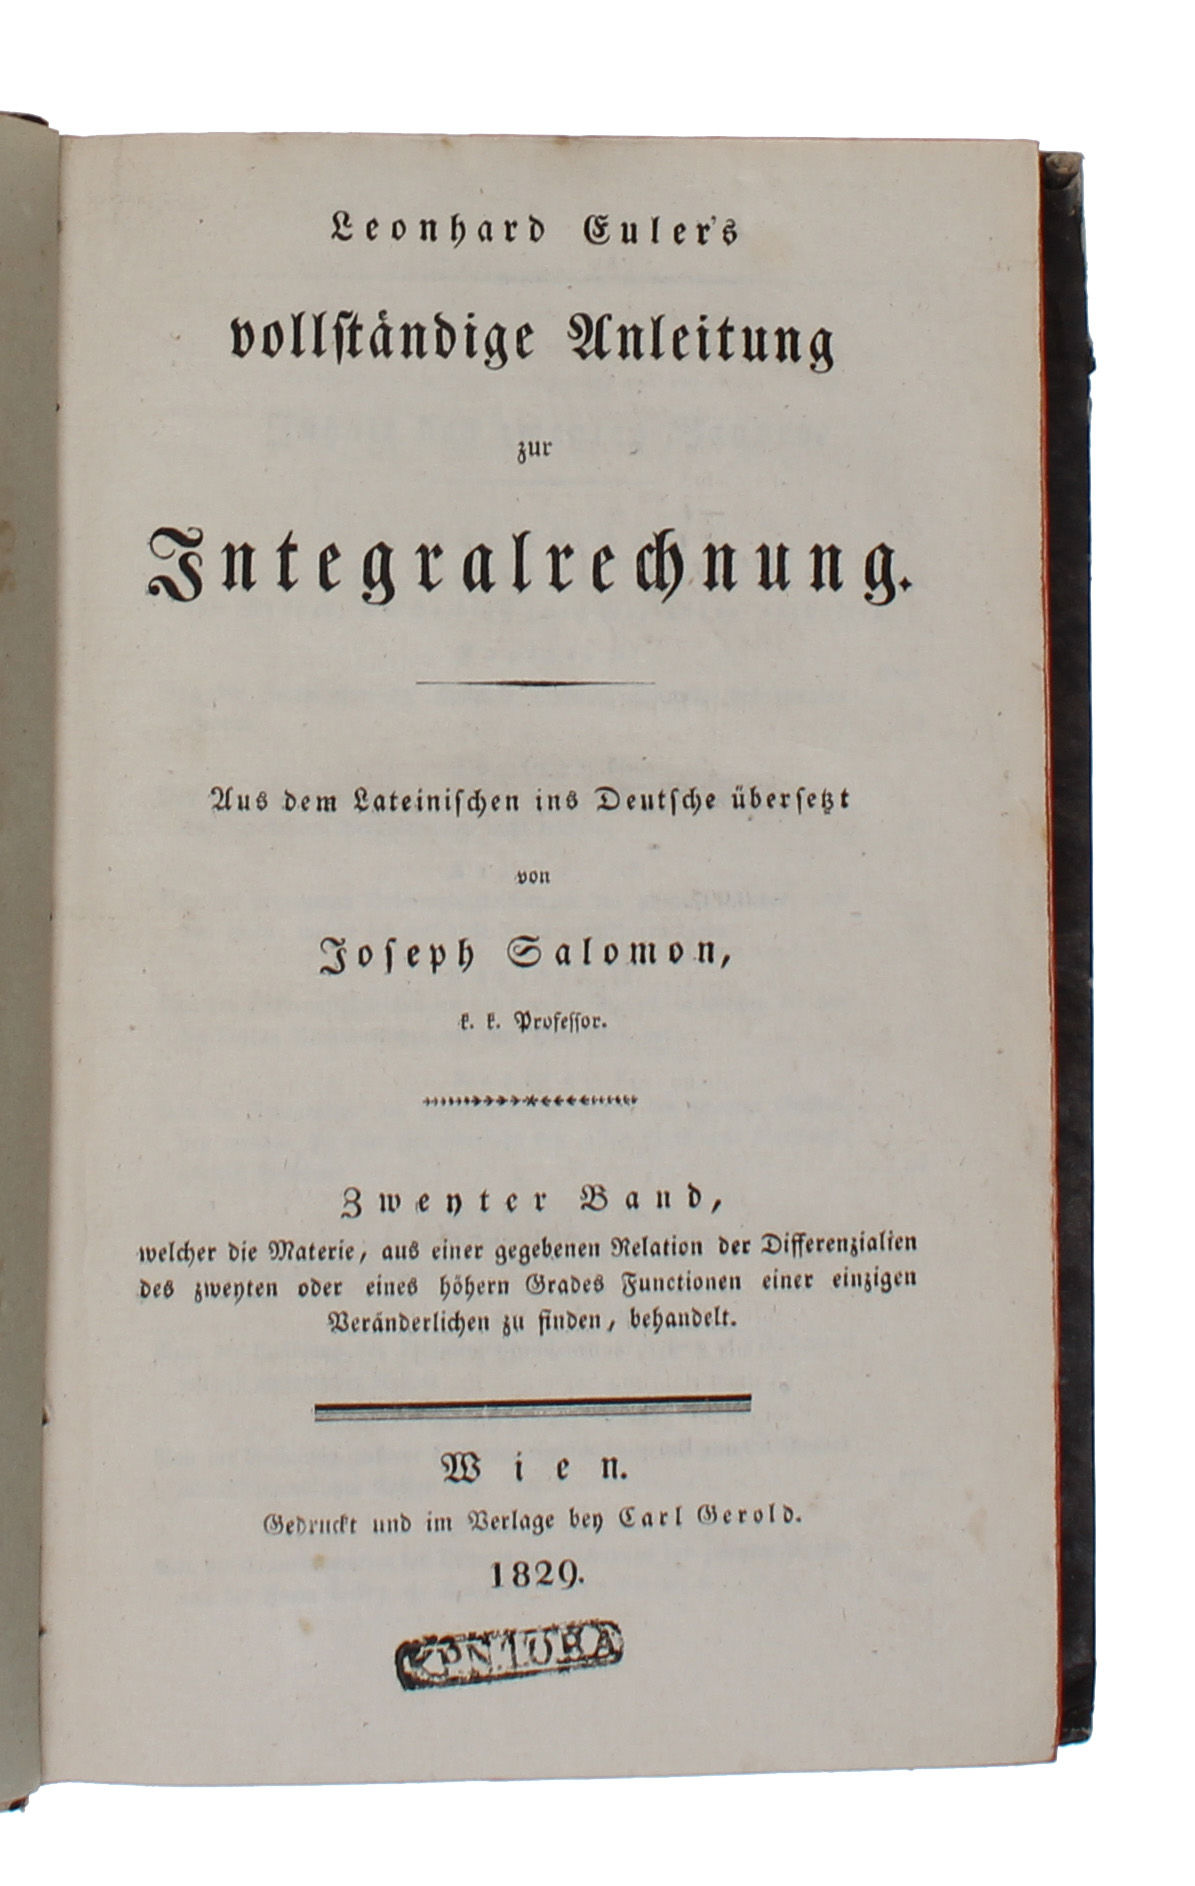 Leonhard Euler's
vollständige Anleitung
zur
Integralrechnung.
Aus dem Lateinischen ins Deutsche übersetzt
von
Joseph Salomon,
k. k. Professor.
Zweyter Band,
welcher die Materie, aus einer gegebenen Relation der Differenzialien
des zweyten oder eines höhern Grades Functionen einer einzigen
Veränderlichen zu finden, behandelt.
Wien.
Gedruckt und im Verlage bey Carl Gerold.
1829.